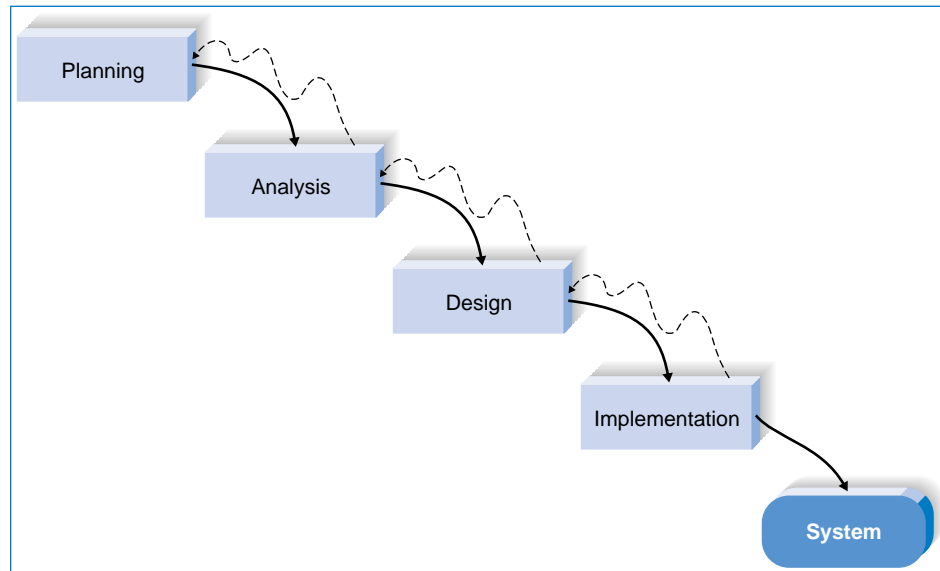 Planning
Analysis
Design
Implementation
System